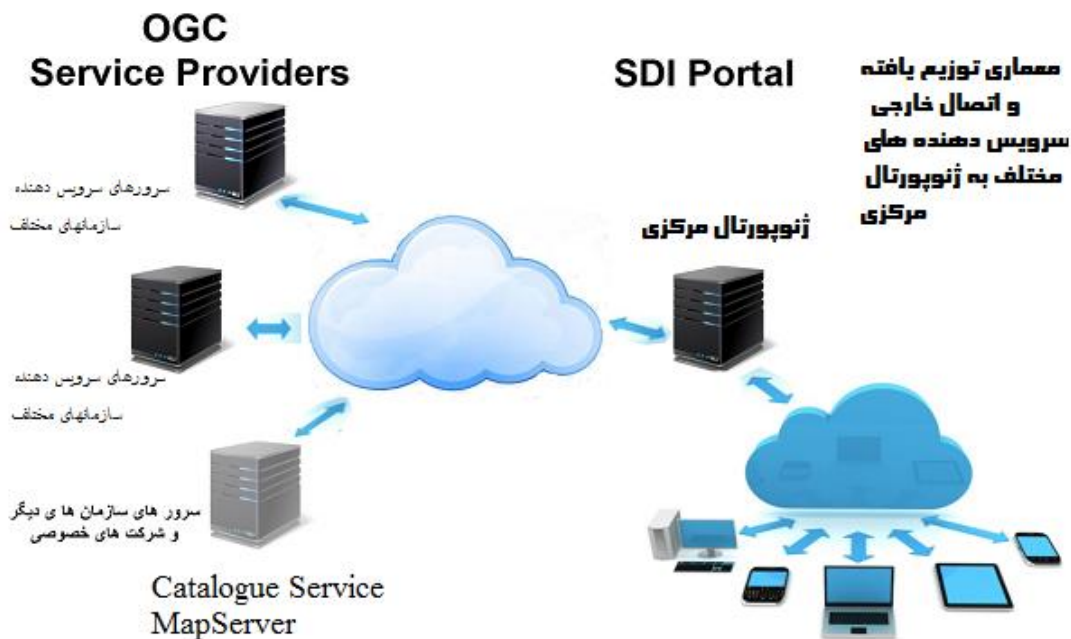 OGC
Service Providers
SDI Portal
معماری توزیع یافته
و اتصال خارجی
سرویس دهنده های
مختلف به ژئوپورتال
مرکزی
سرورهای سرویس دهنده
سازمانهای مختلف
ژئوپورتال مرکزی
سرورهای سرویس دهنده
سازمانهای مختلف
سرور های سازمان ها ی دیگر
و شرکت های خصوصی
Catalogue Service
MapServer